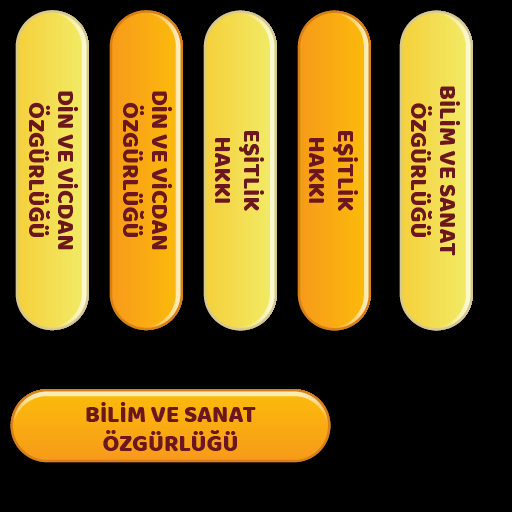 DİN VE VİCDAN
ÖZGÜRLÜĞÜ
DİN VE VİCDAN
ÖZGÜRLÜĞÜ
EŞİTLİK
HAKKI
EŞİTLİK
HAKKI
BİLİM VE SANAT
ÖZGÜRLÜĞÜ
BİLİM VE SANAT
ÖZGÜRLÜĞÜ